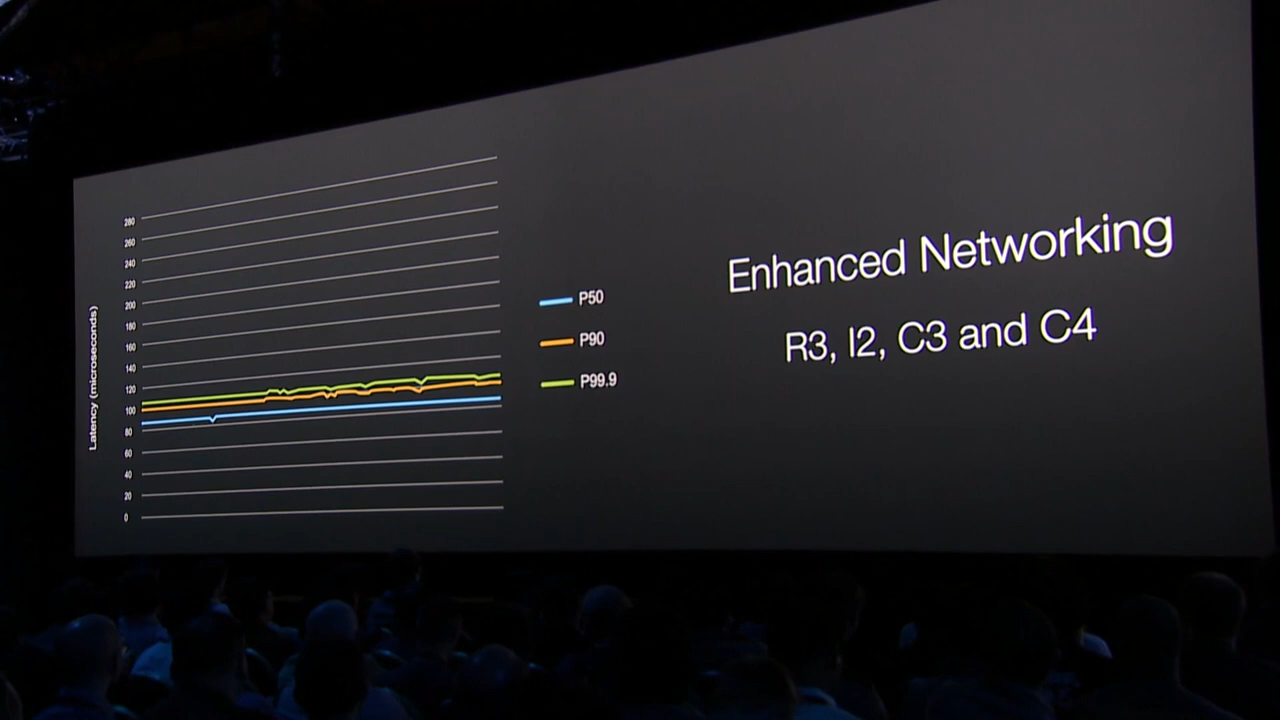 Latency (microseconds)
280
260
240
220
200
180
160
140
120
100
80
60
40
20
0
P50
P90
P99.9
Enhanced Networking
R3, I2, C3 and C4